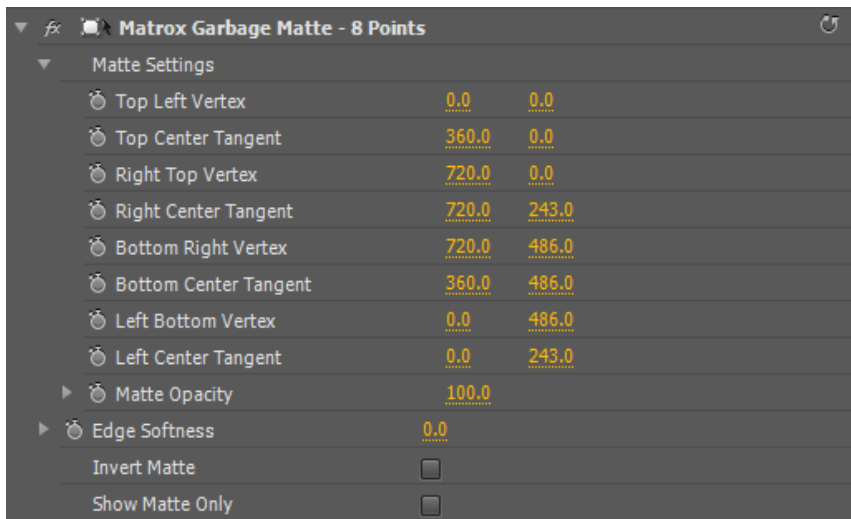 fx Matrox Garbage Matte - 8 Points
Matte Settings
Top Left Vertex 0.0 0.0
Top Center Tangent 360.0 0.0
Right Top Vertex 720.0 0.0
Right Center Tangent 720.0 243.0
Bottom Right Vertex 720.0 486.0
Bottom Center Tangent 360.0 486.0
Left Bottom Vertex 0.0 486.0
Left Center Tangent 0.0 243.0
Matte Opacity 100.0
Edge Softness 0.0
Invert Matte
Show Matte Only